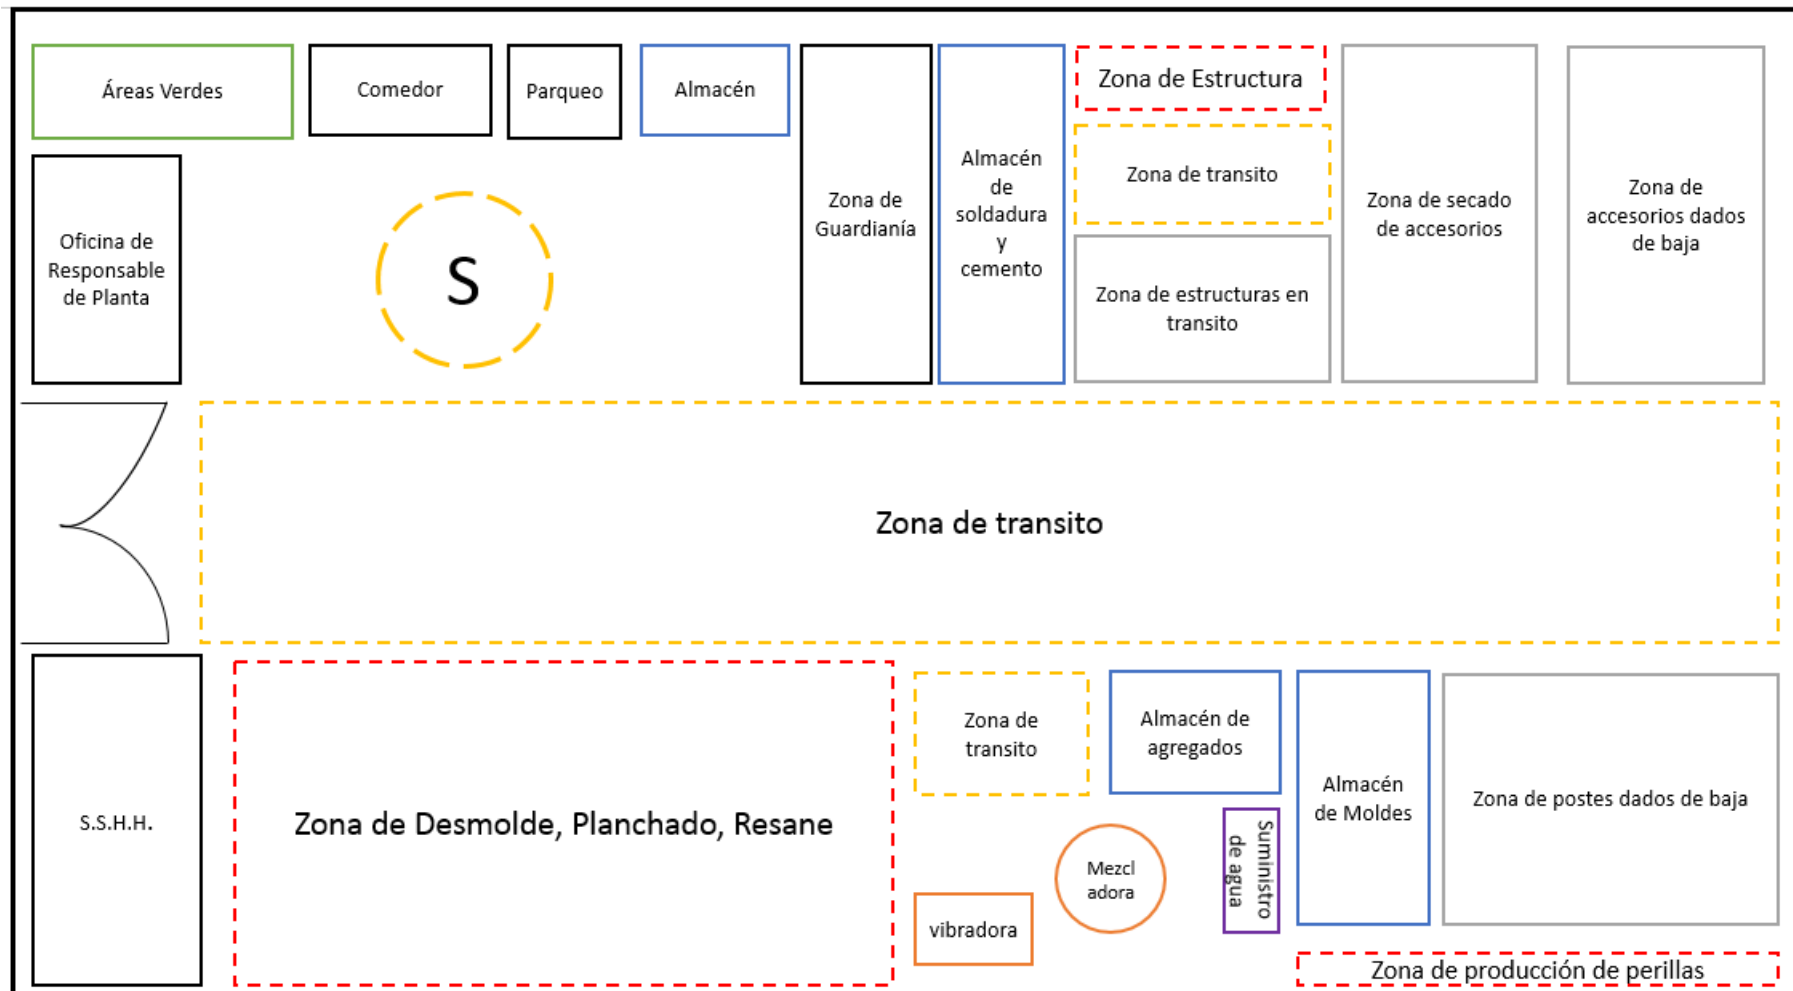 Áreas Verdes
Comedor
Parqueo
Almacén
Zona de
Guardianía
Almacén
de
soldadura
y
cemento
Zona de Estructura
Zona de transito
Zona de estructuras en
transito
Zona de secado
de accesorios
Zona de
accesorios dados
de baja
Oficina de
Responsable
de Planta
S
Zona de transito
S.S.H.H.
Zona de Desmolde, Planchado, Resane
Zona de
transito
Almacén de
agregados
Almacén
de Moldes
Zona de postes dados de baja
Suministro
de agua
Mezcl
adora
vibradora
Zona de producción de perillas